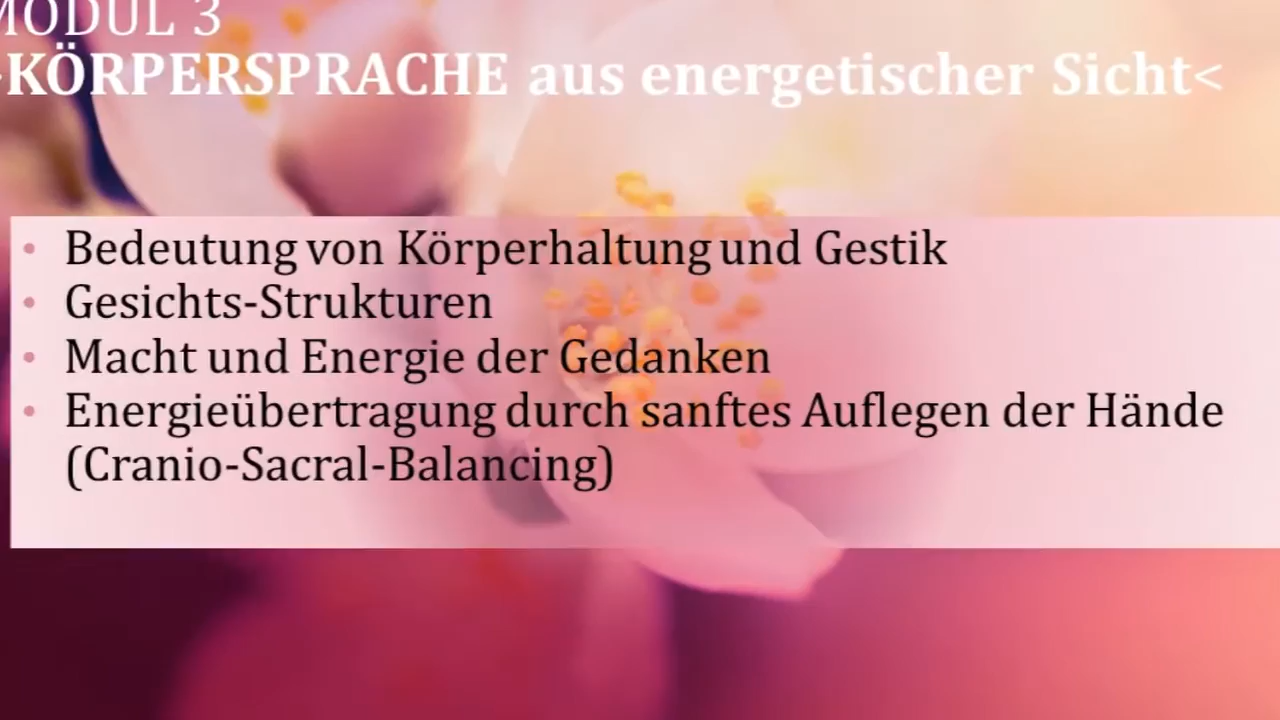 MODUL 3
KÖRPERSPRACHE aus energetischer Sicht<
• Bedeutung von Körperhaltung und Gestik
• Gesichts-Strukturen
• Macht und Energie der Gedanken
• Energieübertragung durch sanftes Auflegen der Hände
(Cranio-Sacral-Balancing)